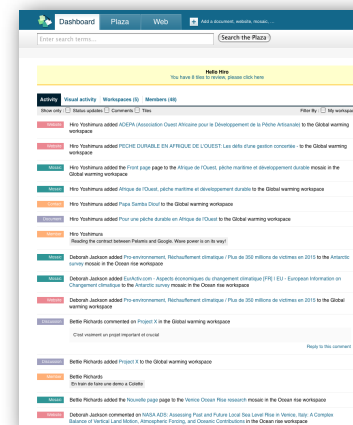 Dashboard
Plaza
Web
Add a document, website, mosaic, ...
Enter search terms...
Search the Plaza
Hello Hiro
You have 8 tiles to review, please click here
Activity
Visual activity
Workspaces (5)
Members (48)
Show only: Status updates Comments Tiles
Filter By: My workspa
Website
Hiro Yoshimura added ADEPA (Association Ouest Africaine pour le Développement de la Pêche Artisanale) to the Global warming
workspace
Website
Hiro Yoshimura added PECHE DURABLE EN AFRIQUE DE L'OUEST: Les défis d'une gestion concertée - to the Global warming
workspace
Mosaic
Hiro Yoshimura added the Front page page to the Afrique de l'Ouest, pêche maritime et développement durable mosaic in the
Global warming workspace
Mosaic
Hiro Yoshimura added Afrique de l'Ouest, pêche maritime et développement durable to the Global warming workspace
Hiro Yoshimura added Papa Samba Diouf to the Global warming workspace
Document
Hiro Yoshimura added Pour une pêche durable en Afrique de l'Ouest to the Global warming workspace
Hiro Yoshimura
Reading the contract between Pelamis and Google. Wave power is on its way!
Mosaic
Deborah Jackson added Pro-environnement, Réchauffement climatique / Plus de 350 millions de victimes en 2015 to the Antarctic
survey mosaic in the Ocean rise workspace
Mosaic
Deborah Jackson added EurActiv.com - Aspects économiques du changement climatique [FR] | EU - European Information on
Changement climatique to the Antarctic survey mosaic in the Ocean rise workspace
Website
Deborah Jackson added Pro-environnement, Réchauffement climatique / Plus de 350 millions de victimes en 2015 to the Global
warming workspace
Discussion
Bettie Richards commented on Project X in the Global warming workspace
C'est vraiment un projet important et crucial
Reply to this comment
Discussion
Bettie Richards added Project X to the Global warming workspace
Bettie Richards
En train de faire une demo a Colette
Mosaic
Bettie Richards added the Nouvelle page page to the Venice Ocean Rise research mosaic in the Ocean rise workspace
Website
Deborah Jackson commented on NASA ADS: Assessing Past and Future Local Sea Level Rise in Venice, Italy: A Complex
Balance of Vertical Land Motion, Atmospheric Forcing, and Oceanic Contributions in the Ocean rise workspace